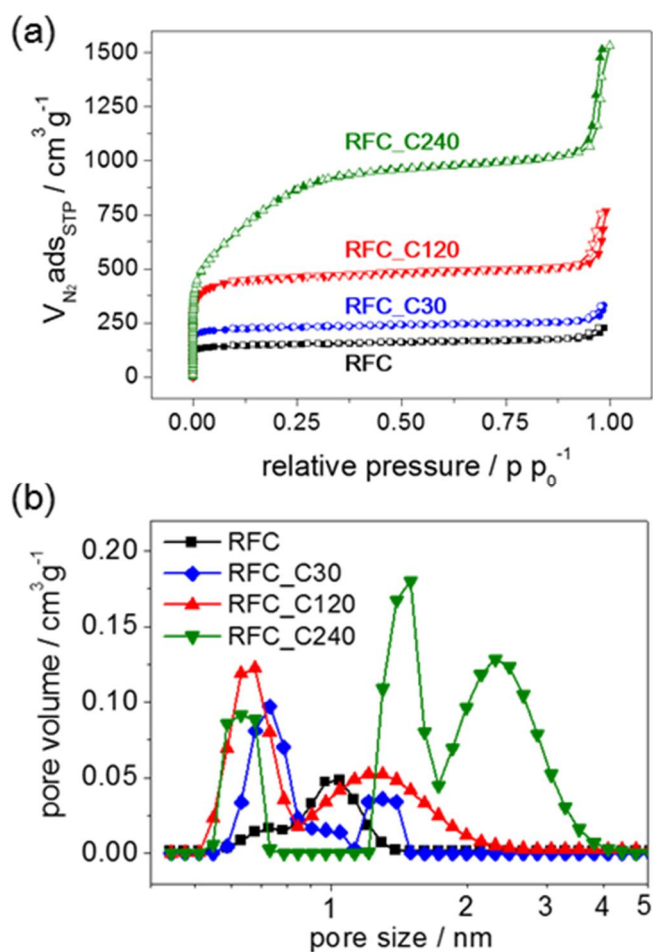 (a)
1500
1250
1000
750
500
250
0
V_N₂ ads_STP / cm³g⁻¹
RFC_C240
RFC_C120
RFC_C30
RFC
0.00 0.25 0.50 0.75 1.00
relative pressure / p p₀⁻¹
(b)
RFC
RFC_C30
RFC_C120
RFC_C240
0.20
0.15
0.10
0.05
0.00
pore volume / cm³g⁻¹
1 2 3 4 5
pore size / nm